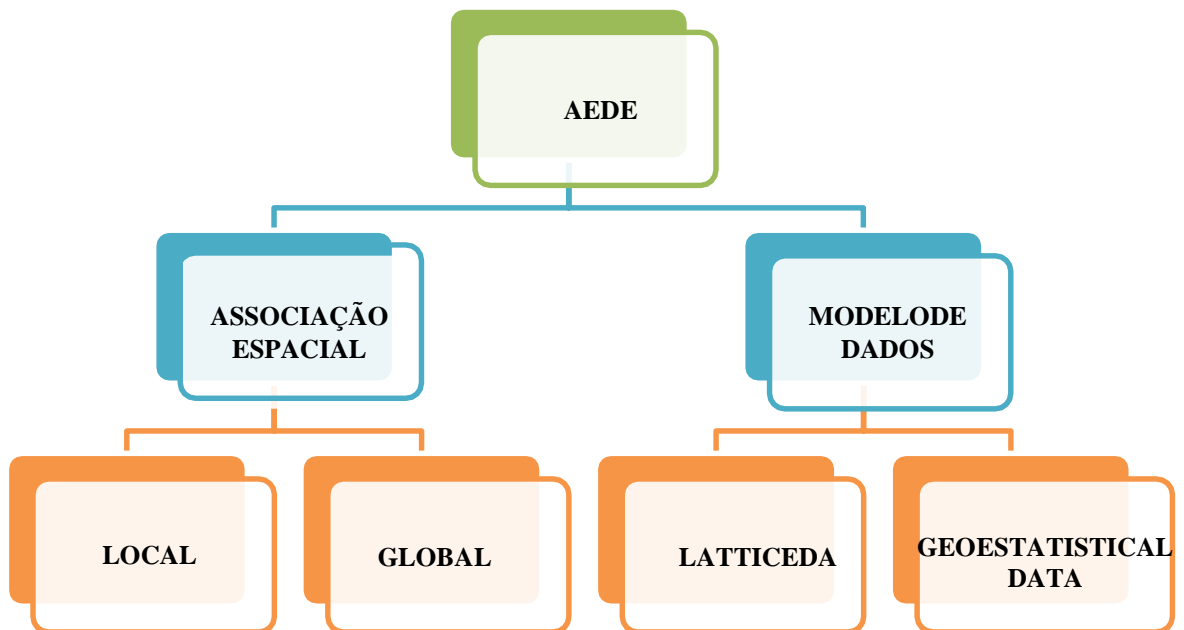 AEDE
ASSOCIAÇÃO
ESPACIAL
MODELODE
DADOS
LOCAL
GLOBAL
LATTICEDA
GEOESTATISTICAL
DATA